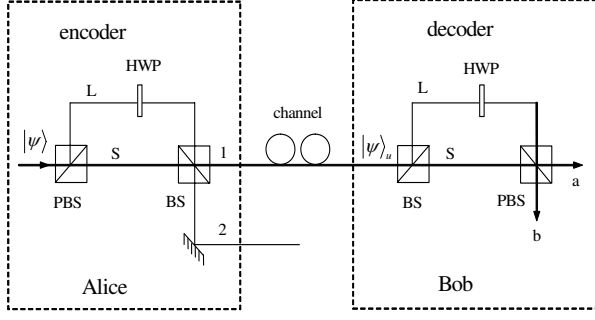 encoder
decoder
HWP
HWP
L
L
channel
|ψ⟩
S
1
|ψ⟩u
S
a
PBS
BS
BS
PBS
2
b
Alice
Bob